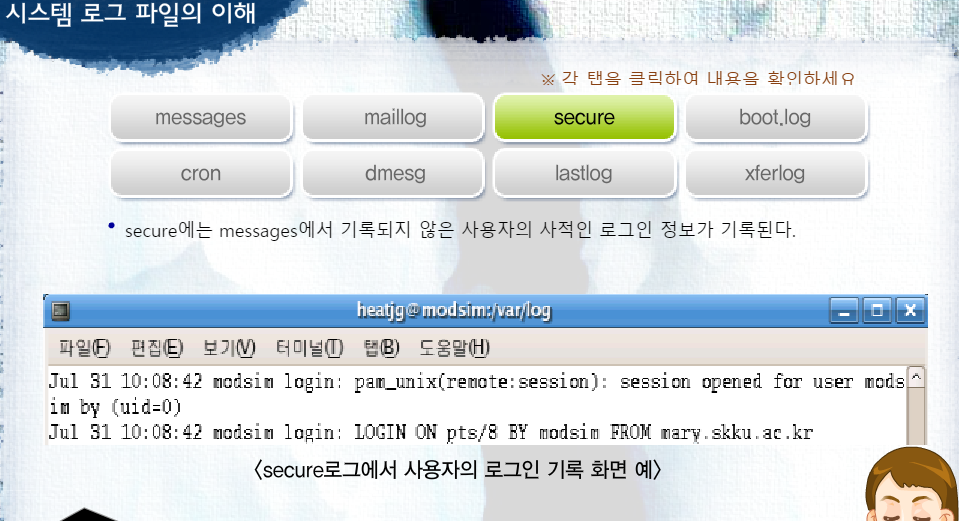 시스템 로그 파일의 이해
※ 각 탭을 클릭하여 내용을 확인하세요
messages maillog secure boot.log
cron dmesg lastlog xferlog
• secure에는 messages에서 기록되지 않은 사용자의 사적인 로그인 정보가 기록된다.
heatjg@modsim:/var/log
파일(F) 편집(E) 보기(V) 터미널(T) 탭(B) 도움말(H)
Jul 31 10:08:42 modsim login: pam_unix(remote:session): session opened for user mods
im by (uid=0)
Jul 31 10:08:42 modsim login: LOGIN ON pts/8 BY modsim FROM mary.skku.ac.kr
〈secure로그에서 사용자의 로그인 기록 화면 예〉